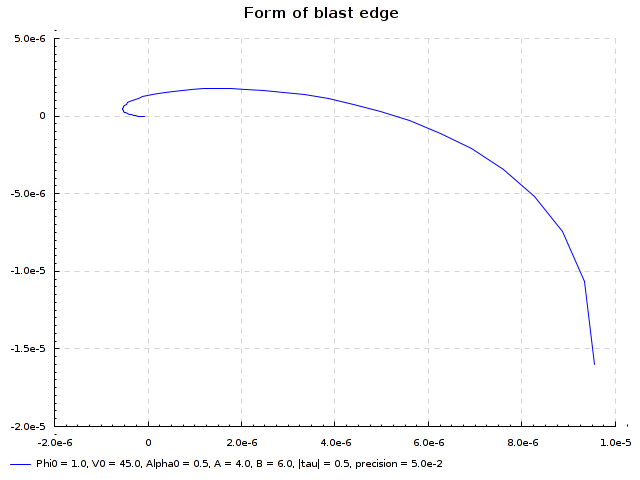 Form of blast edge
5.0e-6
0
-5.0e-6
-1.0e-5
-1.5e-5
-2.0e-5
-2.0e-6 0 2.0e-6 4.0e-6 6.0e-6 8.0e-6 1.0e-5
Phi0 = 1.0, V0 = 45.0, Alpha0 = 0.5, A = 4.0, B = 6.0, |tau| = 0.5, precision = 5.0e-2